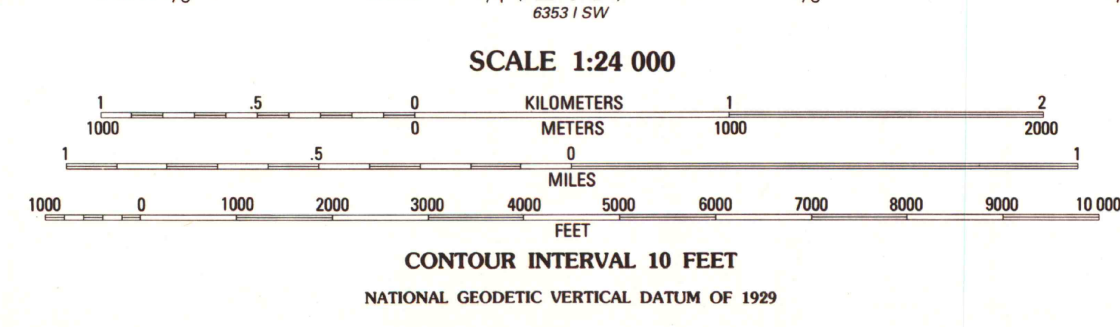 6353 I SW
SCALE 1:24 000
1 .5 0 KILOMETERS 1 2
1000 0 METERS 1000 2000
1 .5 0 1
MILES
1000 0 1000 2000 3000 4000 5000 6000 7000 8000 9000 10 000
FEET
CONTOUR INTERVAL 10 FEET
NATIONAL GEODETIC VERTICAL DATUM OF 1929